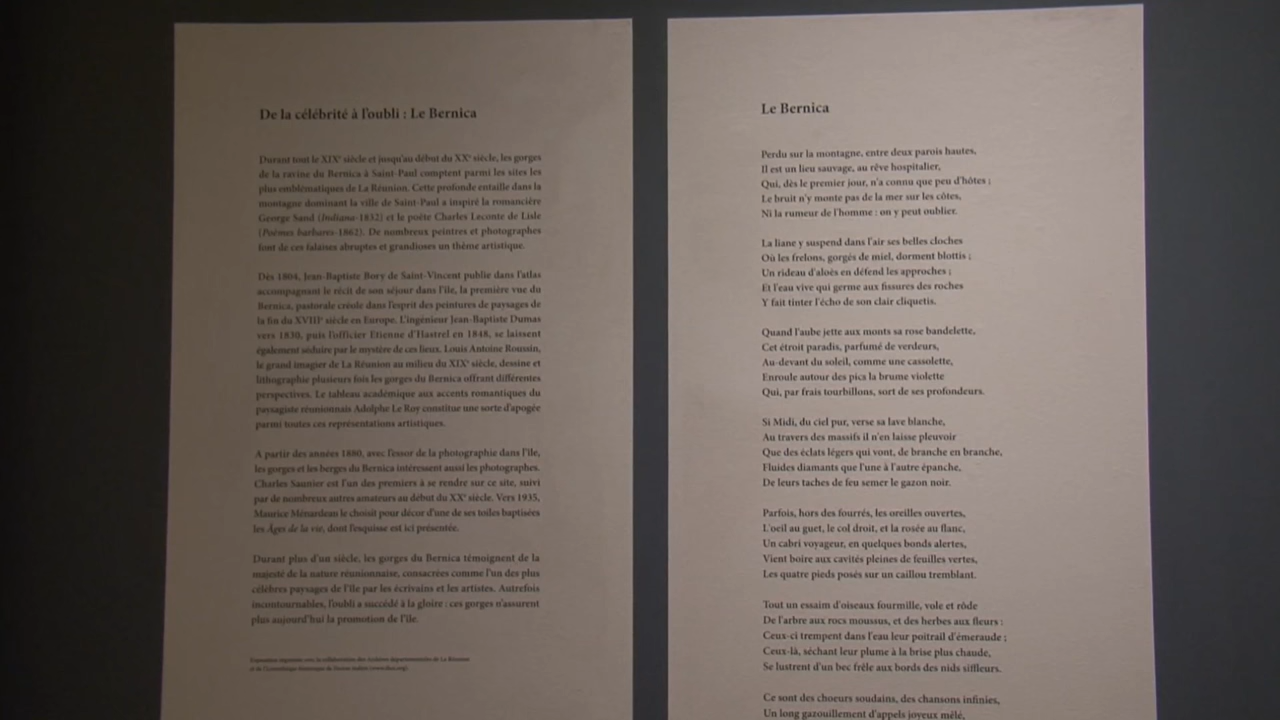 De la célébrité à l'oubli : Le Bernica
Durant tout le XIXe siècle et jusqu'au début du XXe siècle, les gorges
de la ravine du Bernica à Saint-Paul comptent parmi les sites les
plus emblématiques de La Réunion. Cette profonde entaille dans la
montagne dominant la ville de Saint-Paul a inspiré la romancière
George Sand (Indiana-1832) et le poète Charles Leconte de Lisle
(Poèmes barbares-1862). De nombreux peintres et photographes
font de ces falaises abruptes et grandioses un thème artistique.
Dès 1804, Jean-Baptiste Bory de Saint-Vincent publie dans l'atlas
accompagnant le récit de son séjour dans l'île, la première vue du
Bernica, pastorale créole dans l'esprit des peintures de paysages de
la fin du XVIIIe siècle en Europe. L'ingénieur Jean-Baptiste Dumas
vers 1830, puis l'officier Etienne d'Hastrel en 1848, se laissent
également séduire par le mystère de ces lieux. Louis Antoine Roussin,
le grand imagier de La Réunion au milieu du XIXe siècle, dessine et
lithographie plusieurs fois les gorges du Bernica offrant différentes
perspectives. Le tableau académique aux accents romantiques du
paysagiste réunionnais Adolphe Le Roy constitue une sorte d'apogée
parmi toutes ces représentations artistiques.
A partir des années 1880, avec l'essor de la photographie dans l'île,
les gorges et les berges du Bernica intéressent aussi les photographes.
Charles Saunier est l'un des premiers à se rendre sur ce site, suivi
par de nombreux autres amateurs au début du XXe siècle. Vers 1935,
Maurice Ménardeau le choisit pour décor d'une de ses toiles baptisées
les Âges de la vie, dont l'esquisse est ici présentée.
Durant plus d'un siècle, les gorges du Bernica témoignent de la
majesté de la nature réunionnaise, consacrées comme l'un des plus
célèbres paysages de l'île par les écrivains et les artistes. Autrefois
incontournables, l'oubli a succédé à la gloire : ces gorges n'assurent
plus aujourd'hui la promotion de l'île.
Exposition organisée avec la collaboration des Archives départementales de La Réunion
et de l'Iconothèque historique de l'océan Indien
Le Bernica
Perdu sur la montagne, entre deux parois hautes,
Il est un lieu sauvage, au rêve hospitalier,
Qui, dès le premier jour, n'a connu que peu d'hôtes ;
Le bruit n'y monte pas de la mer sur les côtes,
Ni la rumeur de l'homme : on y peut oublier.
La liane y suspend dans l'air ses belles cloches
Où les frelons, gorgés de miel, dorment blottis ;
Un rideau d'aloès en défend les approches ;
Et l'eau vive qui germe aux fissures des roches
Y fait tinter l'écho de son clair cliquetis.
Quand l'aube jette aux monts sa rose bandelette,
Cet étroit paradis, parfumé de verdeurs,
Au-devant du soleil, comme une cassolette,
Enroule autour des pics la brume violette
Qui, par frais tourbillons, sort de ses profondeurs.
Si Midi, du ciel pur, verse sa lave blanche,
Au travers des massifs il n'en laisse pleuvoir
Que des éclats légers qui vont, de branche en branche,
Fluides diamants que l'une à l'autre épanche,
De leurs taches de feu semer le gazon noir.
Parfois, hors des fourrés, les oreilles ouvertes,
L'oeil au guet, le col droit, et la rosée au flanc,
Un cabri voyageur, en quelques bonds alertes,
Vient boire aux cavités pleines de feuilles vertes,
Les quatre pieds posés sur un caillou tremblant.
Tout un essaim d'oiseaux fourmille, vole et rôde
De l'arbre aux rocs moussus, et des herbes aux fleurs :
Ceux-ci trempent dans l'eau leur poitrail d'émeraude ;
Ceux-là, séchant leur plume à la brise plus chaude,
Se lustrent d'un bec frêle aux bords des nids siffleurs.
Ce sont des choeurs soudains, des chansons infinies,
Un long gazouillement d'appels joyeux mêlé,